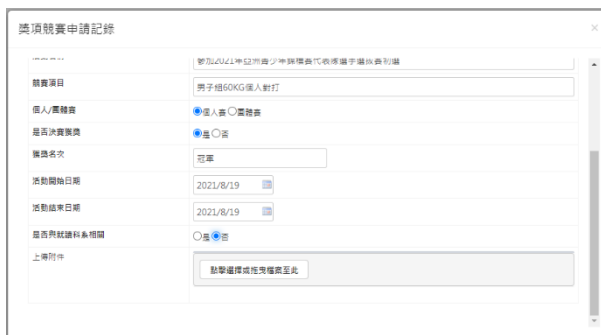 獎項競賽申請記錄 ×
參加2021年亞洲青少年錦標賽代表隊選手選拔賽初選
競賽項目 男子組60KG個人對打
個人/團體賽 個人賽 團體賽
是否決賽獲獎 是 否
獲獎名次 冠軍
活動開始日期 2021/8/19
活動結束日期 2021/8/19
是否與就讀科系相關 是 否
上傳附件 點擊選擇或拖曳檔案至此